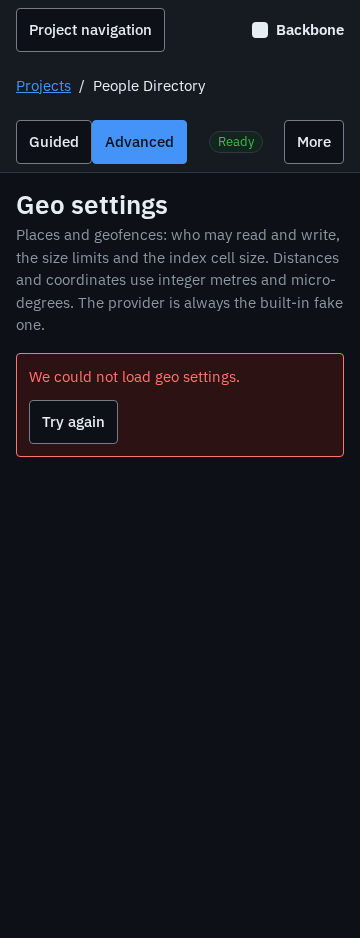 Project navigation
Backbone
Projects / People Directory
Guided
Advanced
Ready
More
Geo settings
Places and geofences: who may read and write,
the size limits and the index cell size. Distances
and coordinates use integer metres and micro-
degrees. The provider is always the built-in fake
one.
We could not load geo settings.
Try again